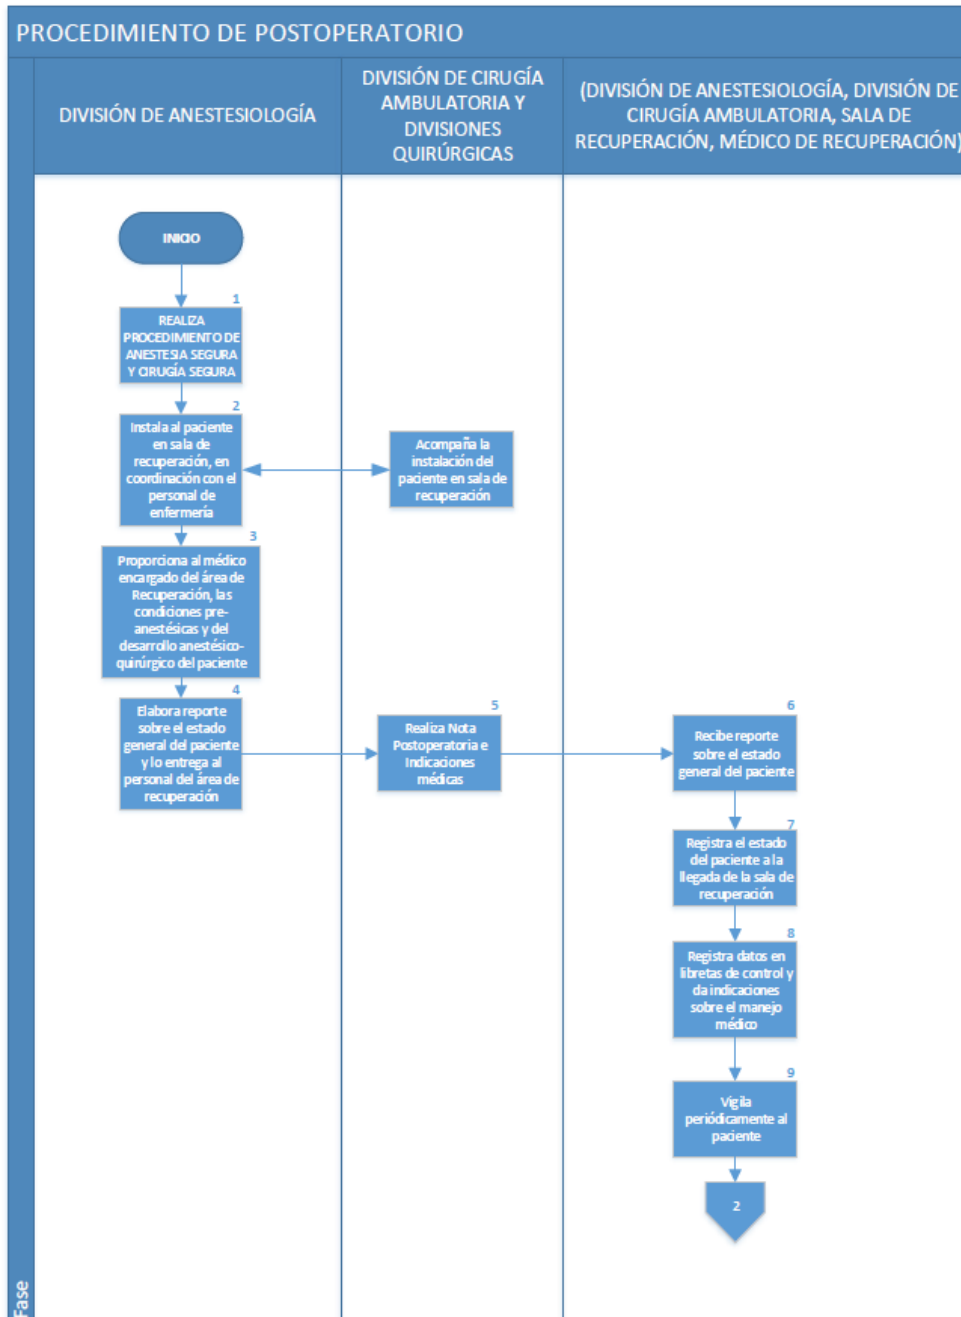 PROCEDIMIENTO DE POSTOPERATORIO
DIVISIÓN DE ANESTESIOLOGÍA
DIVISIÓN DE CIRUGÍA
AMBULATORIA Y
DIVISIONES
QUIRÚRGICAS
(DIVISIÓN DE ANESTESIOLOGÍA, DIVISIÓN DE
CIRUGÍA AMBULATORIA, SALA DE
RECUPERACIÓN, MÉDICO DE RECUPERACIÓN)
INICIO
1
REALIZA
PROCEDIMIENTO DE
ANESTESIA SEGURA
Y CIRUGÍA SEGURA
2
Instala al paciente
en sala de
recuperación, en
coordinación con el
personal de
enfermería
Acompaña la
instalación del
paciente en sala de
recuperación
3
Proporciona al médico
encargado del área de
Recuperación, las
condiciones pre-
anestésicas y del
desarrollo anestésico-
quirúrgico del paciente
4
Elabora reporte
sobre el estado
general del paciente
y lo entrega al
personal del área de
recuperación
5
Realiza Nota
Postoperatoria e
Indicaciones
médicas
6
Recibe reporte
sobre el estado
general del paciente
7
Registra el estado
del paciente a la
llegada de la sala de
recuperación
8
Registra datos en
libretas de control y
da indicaciones
sobre el manejo
médico
9
Vigila
periódicamente al
paciente
2
Fase